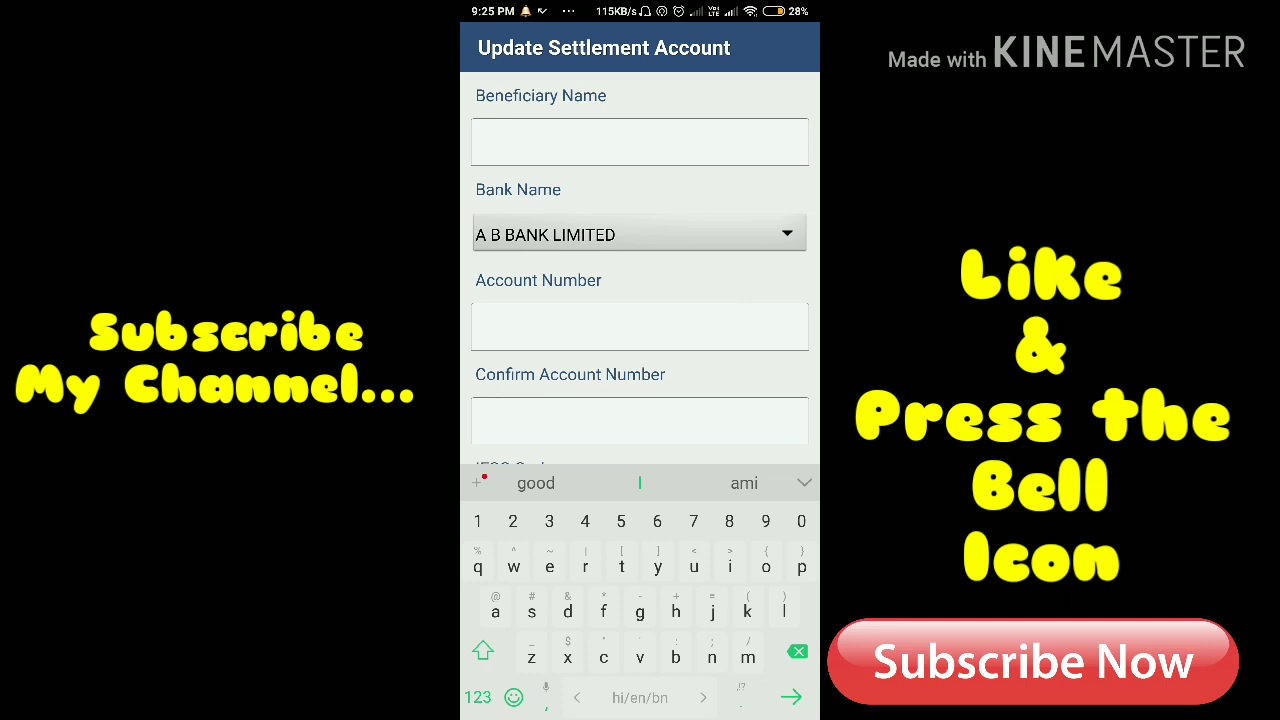 9:25 PM ... 115KB/s Vo) LTE 28%
Update Settlement Account
Made with KINEMASTER
Beneficiary Name
Bank Name
A B BANK LIMITED
Account Number
Confirm Account Number
Subscribe
My Channel...
Like
&
Press the
Bell
Icon
Subscribe Now
+ good I ami
1 2 3 4 5 6 7 8 9 0
% ^ ~ | [ ] < > { }
q w e r t y u i o p
@ # & * - + = ( )
a s d f g h j k l
_ $ " ' : ; /
z x c v b n m
123 , < hi/en/bn > ,!? .